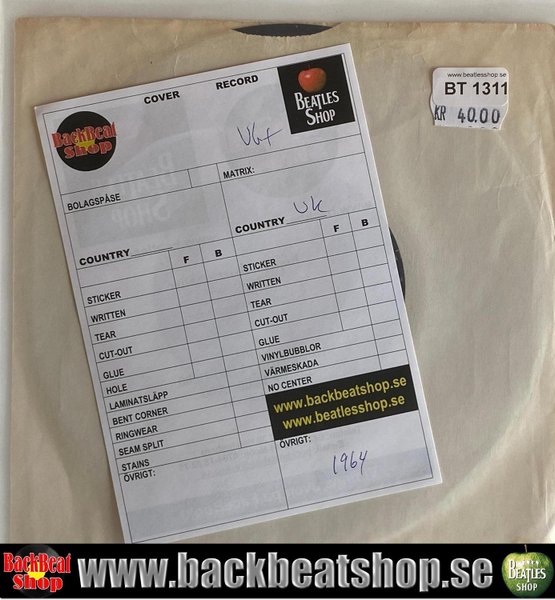 COVER RECORD
BackBeat
Shop
BEATLES
SHOP
VG+
www.beatlesshop.se
BT 1311
KR 40.00
BOLAGSPÅSE
MATRIX:
COUNTRY
COUNTRY UK
F B
F B
STICKER
WRITTEN
TEAR
CUT-OUT
GLUE
HOLE
LAMINATSLÄPP
BENT CORNER
RINGWEAR
SEAM SPLIT
STAINS
ÖVRIGT:
STICKER
WRITTEN
TEAR
CUT-OUT
GLUE
VINYLBUBBLOR
VÄRMESKADA
NO CENTER
www.backbeatshop.se
www.beatlesshop.se
ÖVRIGT:
1964
BackBeat
Shop
www.backbeatshop.se
BEATLES
SHOP